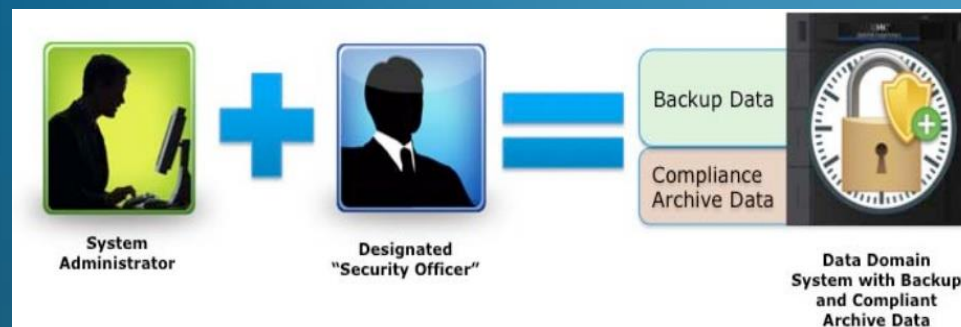 System
Administrator
Designated
"Security Officer"
Backup Data
Compliance
Archive Data
Data Domain
System with Backup
and Compliant
Archive Data